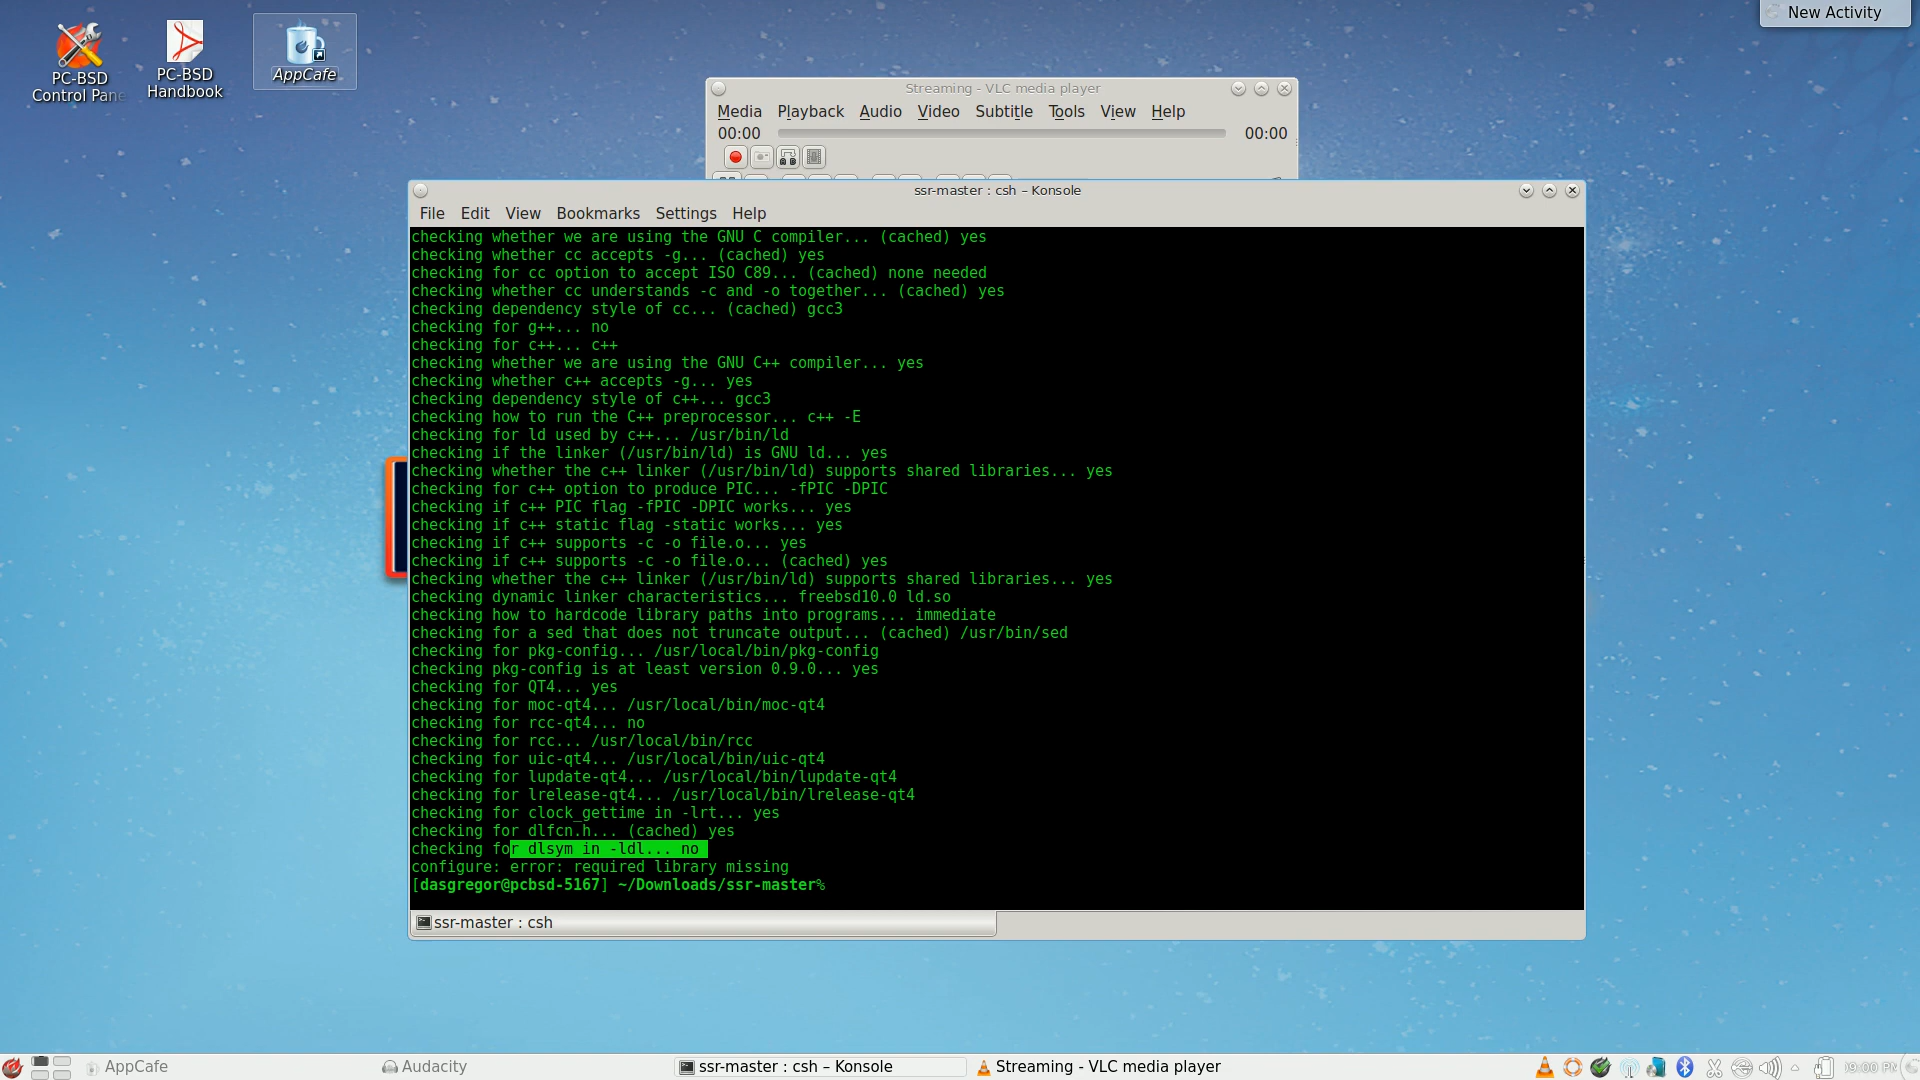 New Activity
PC-BSD
Control Pane
PC-BSD
Handbook
AppCafe
Streaming - VLC media player
Media Playback Audio Video Subtitle Tools View Help
00:00 00:00
ssr-master : csh – Konsole
File Edit View Bookmarks Settings Help
checking whether we are using the GNU C compiler... (cached) yes
checking whether cc accepts -g... (cached) yes
checking for cc option to accept ISO C89... (cached) none needed
checking whether cc understands -c and -o together... (cached) yes
checking dependency style of cc... (cached) gcc3
checking for g++... no
checking for c++... c++
checking whether we are using the GNU C++ compiler... yes
checking whether c++ accepts -g... yes
checking dependency style of c++... gcc3
checking how to run the C++ preprocessor... c++ -E
checking for ld used by c++... /usr/bin/ld
checking if the linker (/usr/bin/ld) is GNU ld... yes
checking whether the c++ linker (/usr/bin/ld) supports shared libraries... yes
checking for c++ option to produce PIC... -fPIC -DPIC
checking if c++ PIC flag -fPIC -DPIC works... yes
checking if c++ static flag -static works... yes
checking if c++ supports -c -o file.o... yes
checking if c++ supports -c -o file.o... (cached) yes
checking whether the c++ linker (/usr/bin/ld) supports shared libraries... yes
checking dynamic linker characteristics... freebsd10.0 ld.so
checking how to hardcode library paths into programs... immediate
checking for a sed that does not truncate output... (cached) /usr/bin/sed
checking for pkg-config... /usr/local/bin/pkg-config
checking pkg-config is at least version 0.9.0... yes
checking for QT4... yes
checking for moc-qt4... /usr/local/bin/moc-qt4
checking for rcc-qt4... no
checking for rcc... /usr/local/bin/rcc
checking for uic-qt4... /usr/local/bin/uic-qt4
checking for lupdate-qt4... /usr/local/bin/lupdate-qt4
checking for lrelease-qt4... /usr/local/bin/lrelease-qt4
checking for clock_gettime in -lrt... yes
checking for dlfcn.h... (cached) yes
checking for dlsym in -ldl... no
configure: error: required library missing
[dasgregor@pcbsd-5167] ~/Downloads/ssr-master%
ssr-master : csh
AppCafe Audacity ssr-master : csh – Konsole Streaming - VLC media player